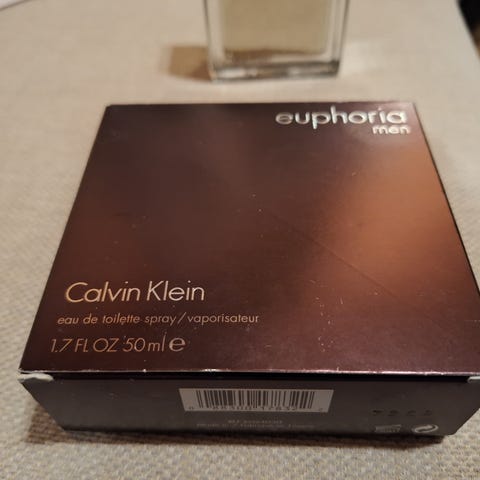 euphoria
men
Calvin Klein
eau de toilette spray/vaporisateur
1.7 FL OZ 50 ml e